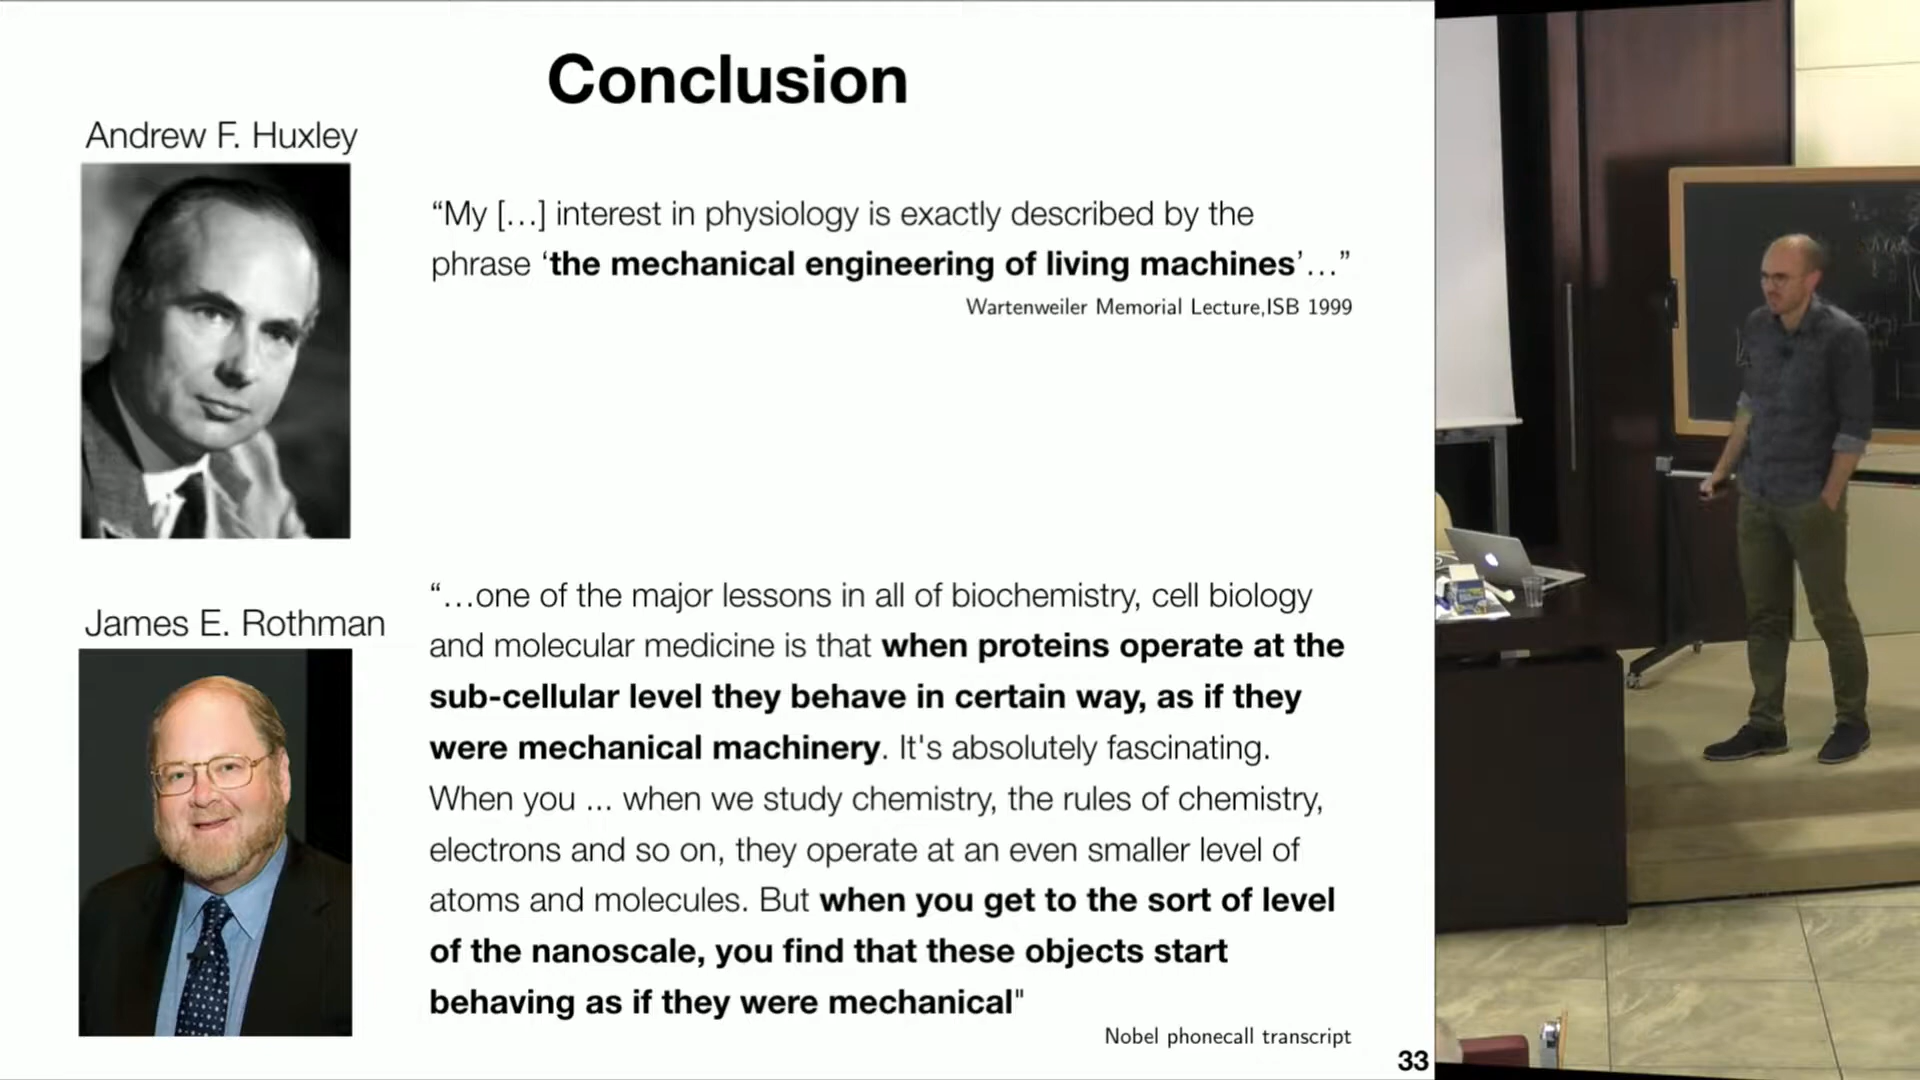 Conclusion
Andrew F. Huxley
“My […] interest in physiology is exactly described by the
phrase ‘the mechanical engineering of living machines’…”
Wartenweiler Memorial Lecture,ISB 1999
James E. Rothman
“…one of the major lessons in all of biochemistry, cell biology
and molecular medicine is that when proteins operate at the
sub-cellular level they behave in certain way, as if they
were mechanical machinery. It's absolutely fascinating.
When you ... when we study chemistry, the rules of chemistry,
electrons and so on, they operate at an even smaller level of
atoms and molecules. But when you get to the sort of level
of the nanoscale, you find that these objects start
behaving as if they were mechanical"
Nobel phonecall transcript
33